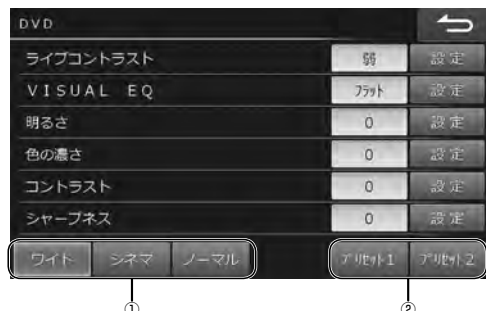 DVD
ライブコントラスト 弱 設定
VISUAL EQ フラット 設定
明るさ 0 設定
色の濃さ 0 設定
コントラスト 0 設定
シャープネス 0 設定
ワイド シネマ ノーマル プリセット1 プリセット2
① ②